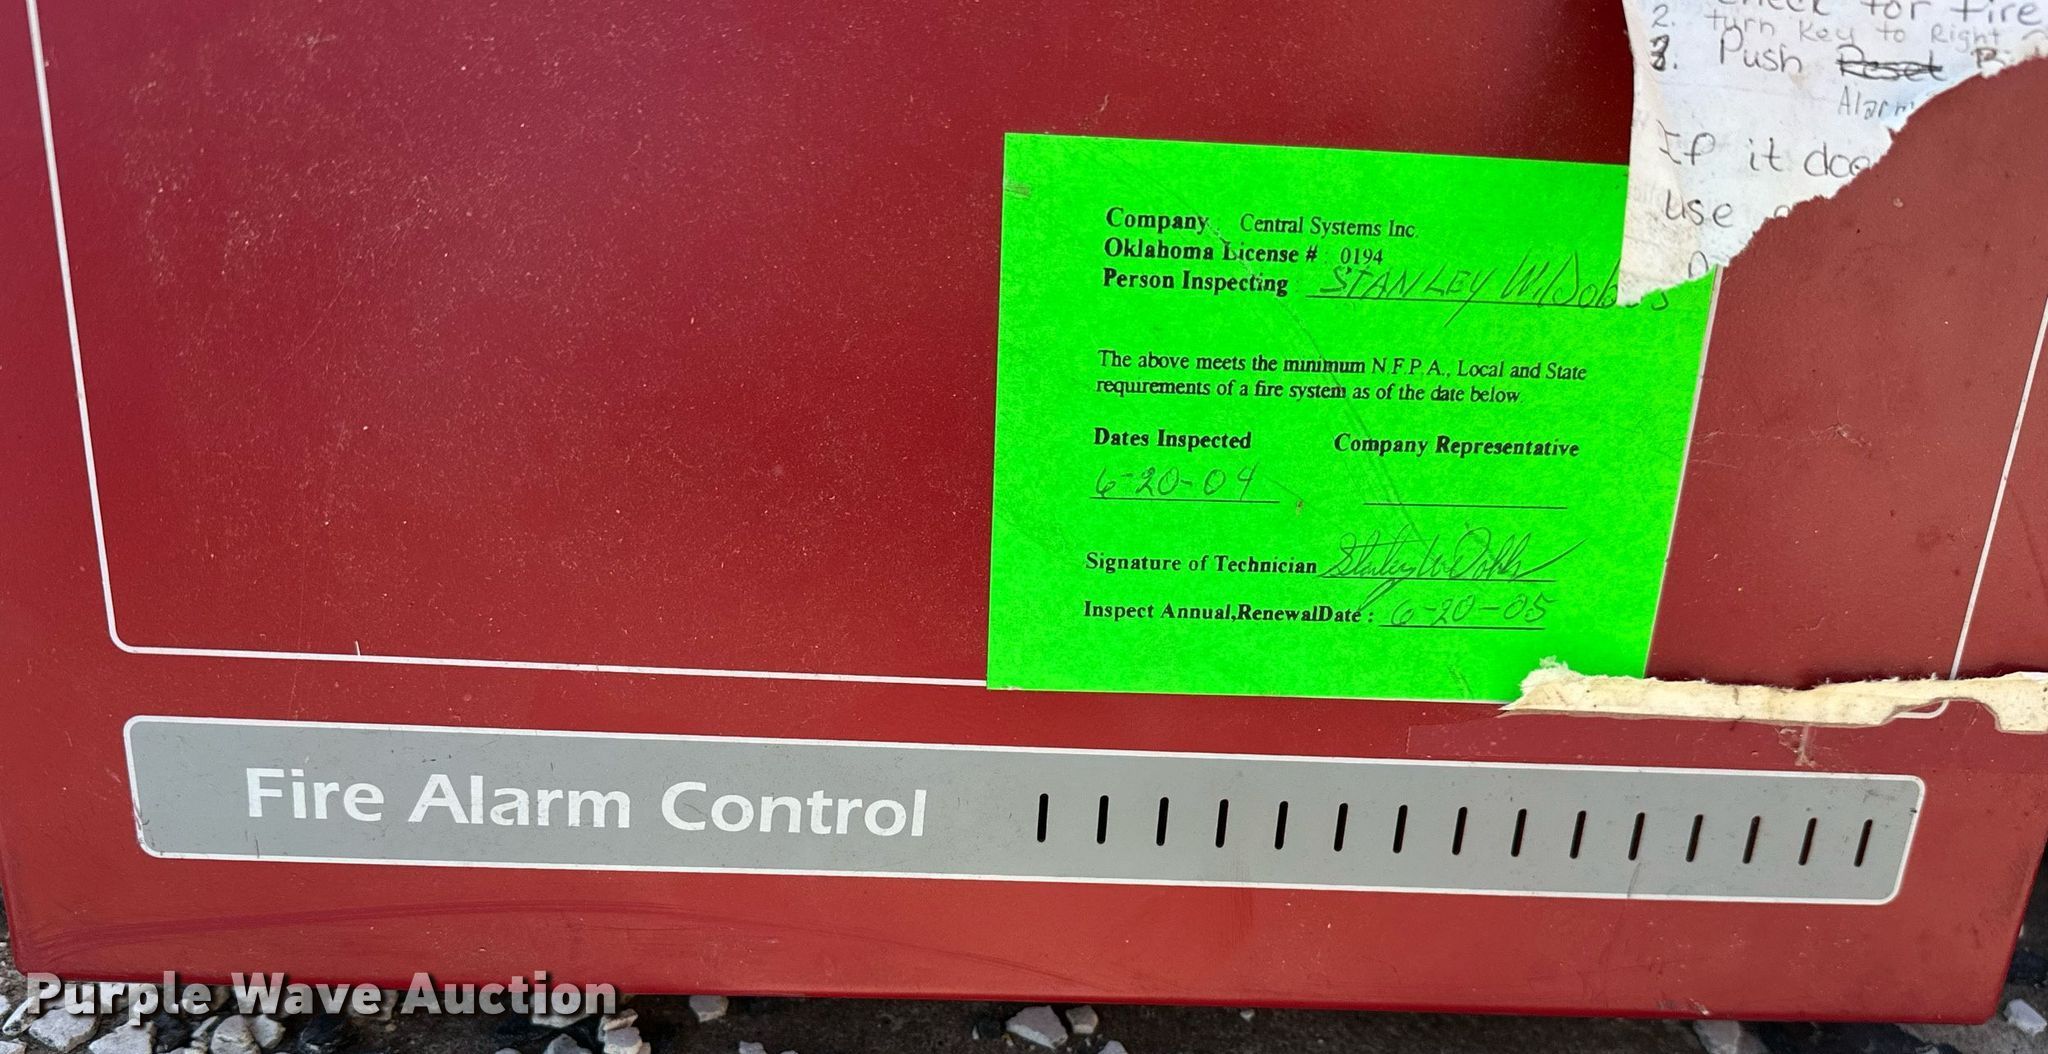 Check for fire
2. turn Key to Right
3. Push Reset
Alarm
If it
use
Company : Central Systems Inc.
Oklahoma License # 0194
Person Inspecting STANLEY W. Dobbs
The above meets the minimum N.F.P.A., Local and State
requirements of a fire system as of the date below.
Dates Inspected Company Representative
6-20-04
Signature of Technician Stanley W. Dobbs
Inspect Annual,RenewalDate : 6-20-05
Fire Alarm Control
Purple Wave Auction